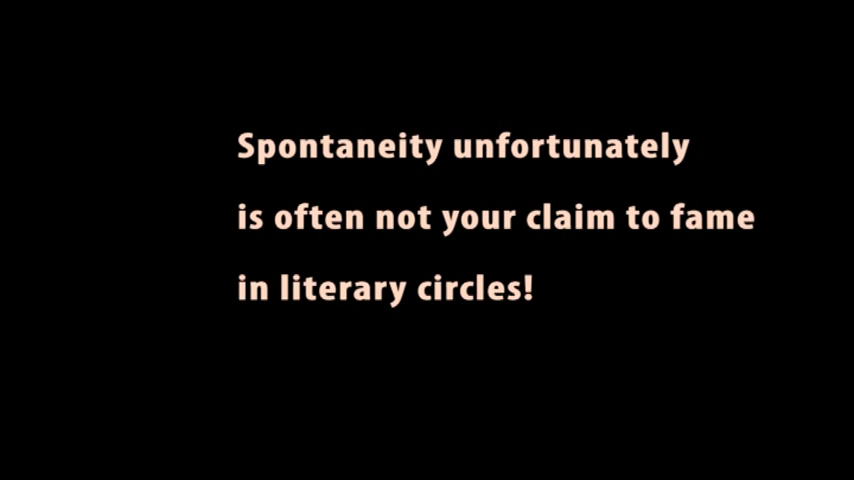 Spontaneity unfortunately
is often not your claim to fame
in literary circles!